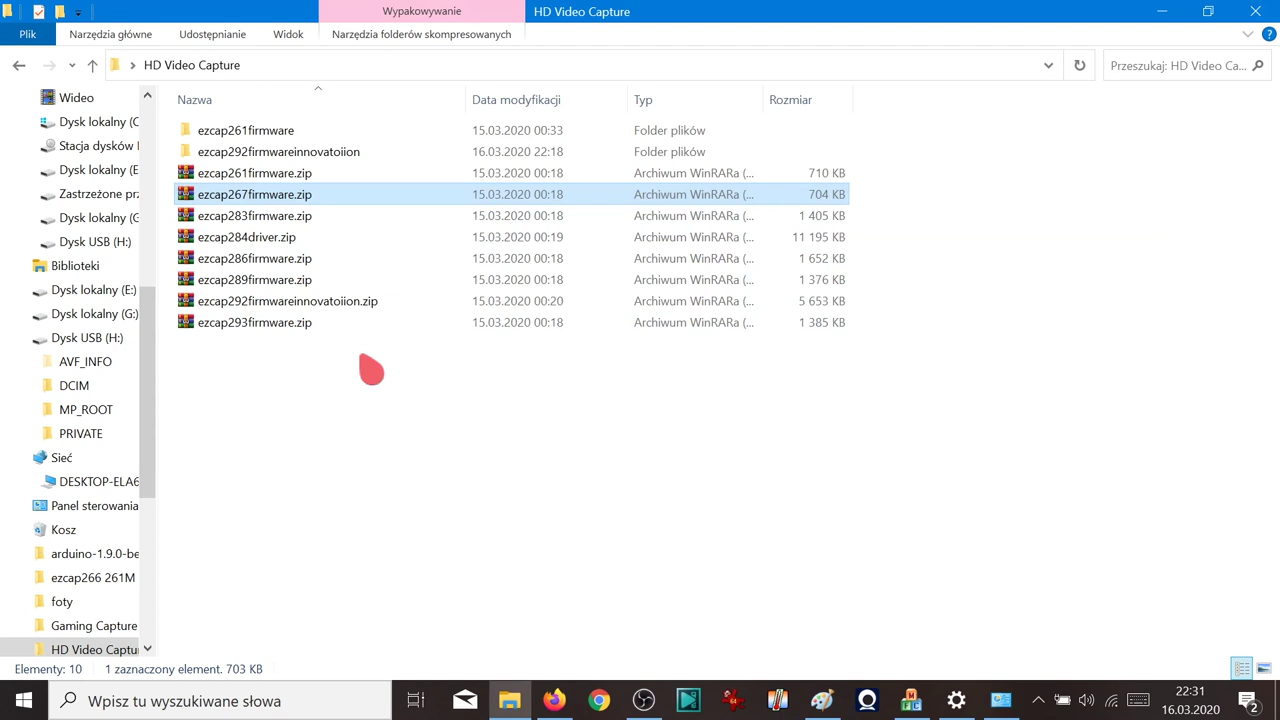 Wypakowywanie
HD Video Capture
Plik
Narzędzia główne
Udostępnianie
Widok
Narzędzia folderów skompresowanych
HD Video Capture
Przeszukaj: HD Video Ca...
Nazwa
Data modyfikacji
Typ
Rozmiar
Wideo
Dysk lokalny (C
Stacja dysków
Dysk lokalny (E
Zastrzeżone prz
Dysk lokalny (G
Dysk USB (H:)
Biblioteki
Dysk lokalny (E:)
Dysk lokalny (G:)
Dysk USB (H:)
AVF_INFO
DCIM
MP_ROOT
PRIVATE
Sieć
DESKTOP-ELA6
Panel sterowania
Kosz
arduino-1.9.0-be
ezcap266 261M
foty
Gaming Capture
HD Video Captu
ezcap261firmware 15.03.2020 00:33 Folder plików
ezcap292firmwareinnovatoiion 16.03.2020 22:18 Folder plików
ezcap261firmware.zip 15.03.2020 00:18 Archiwum WinRARa (... 710 KB
ezcap267firmware.zip 15.03.2020 00:18 Archiwum WinRARa (... 704 KB
ezcap283firmware.zip 15.03.2020 00:18 Archiwum WinRARa (... 1 405 KB
ezcap284driver.zip 15.03.2020 00:19 Archiwum WinRARa (... 11 195 KB
ezcap286firmware.zip 15.03.2020 00:18 Archiwum WinRARa (... 1 652 KB
ezcap289firmware.zip 15.03.2020 00:18 Archiwum WinRARa (... 1 376 KB
ezcap292firmwareinnovatoiion.zip 15.03.2020 00:20 Archiwum WinRARa (... 5 653 KB
ezcap293firmware.zip 15.03.2020 00:18 Archiwum WinRARa (... 1 385 KB
Elementy: 10
1 zaznaczony element. 703 KB
Wpisz tu wyszukiwane słowa
22:31
16.03.2020
2